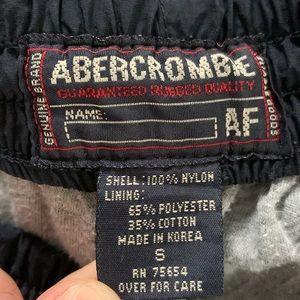 ABERCROMBIE
GUARANTEED RUGGED QUALITY
GENUINE BRAND
NAME:
AF
GOODS
SHELL: 100% NYLON
LINING:
65% POLYESTER
35% COTTON
MADE IN KOREA
S
RN 75654
OVER FOR CARE